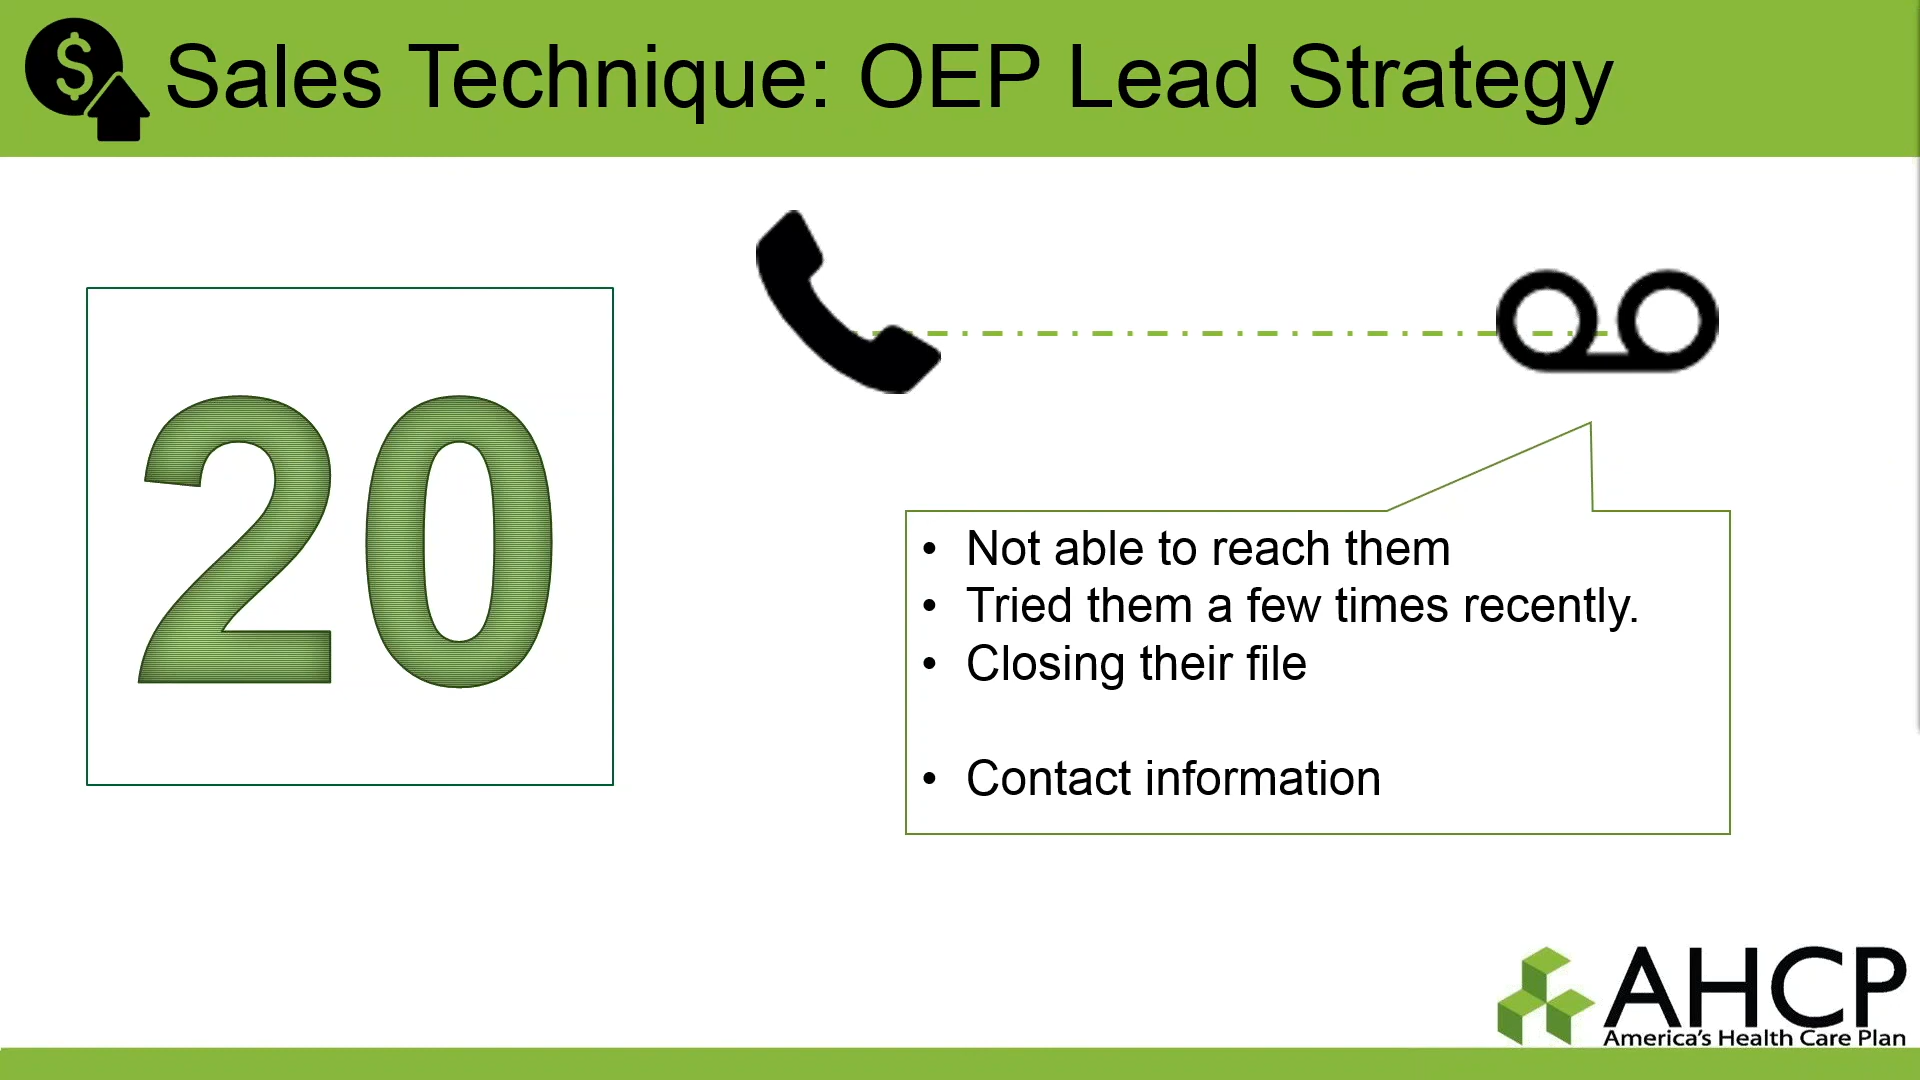 $ Sales Technique: OEP Lead Strategy
20
• Not able to reach them
• Tried them a few times recently.
• Closing their file
• Contact information
AHCP
America's Health Care Plan